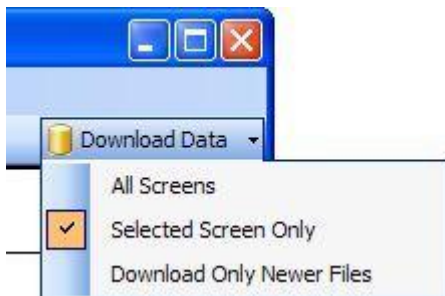 Download Data
All Screens
Selected Screen Only
Download Only Newer Files